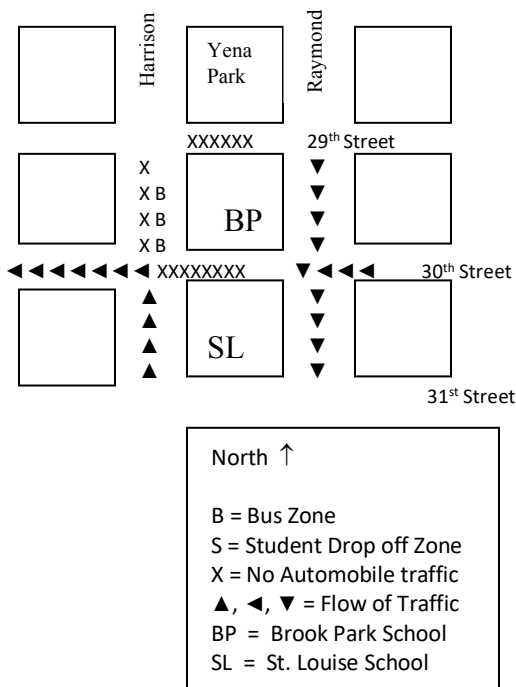 Harrison
Yena
Park
Raymond
XXXXXX
29th Street
X
X B
X B
X B
BP
▼
▼
▼
▼
◄ ◄ ◄ ◄ ◄ ◄ ◄ XXXXXXXX ▼ ◄ ◄ ◄ 30th Street
▲
▲
▲
▲
SL
▼
▼
▼
▼
31st Street
North ↑
B = Bus Zone
S = Student Drop off Zone
X = No Automobile traffic
▲, ◄, ▼ = Flow of Traffic
BP = Brook Park School
SL = St. Louise School